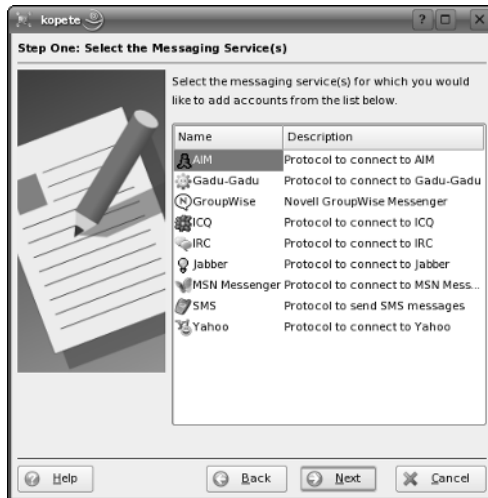 kopete
Step One: Select the Messaging Service(s)
Select the messaging service(s) for which you would
like to add accounts from the list below.
Name Description
AIM Protocol to connect to AIM
Gadu-Gadu Protocol to connect to Gadu-Gadu
GroupWise Novell GroupWise Messenger
ICQ Protocol to connect to ICQ
IRC Protocol to connect to IRC
Jabber Protocol to connect to Jabber
MSN Messenger Protocol to connect to MSN Mess...
SMS Protocol to send SMS messages
Yahoo Protocol to connect to Yahoo
Help Back Next Cancel